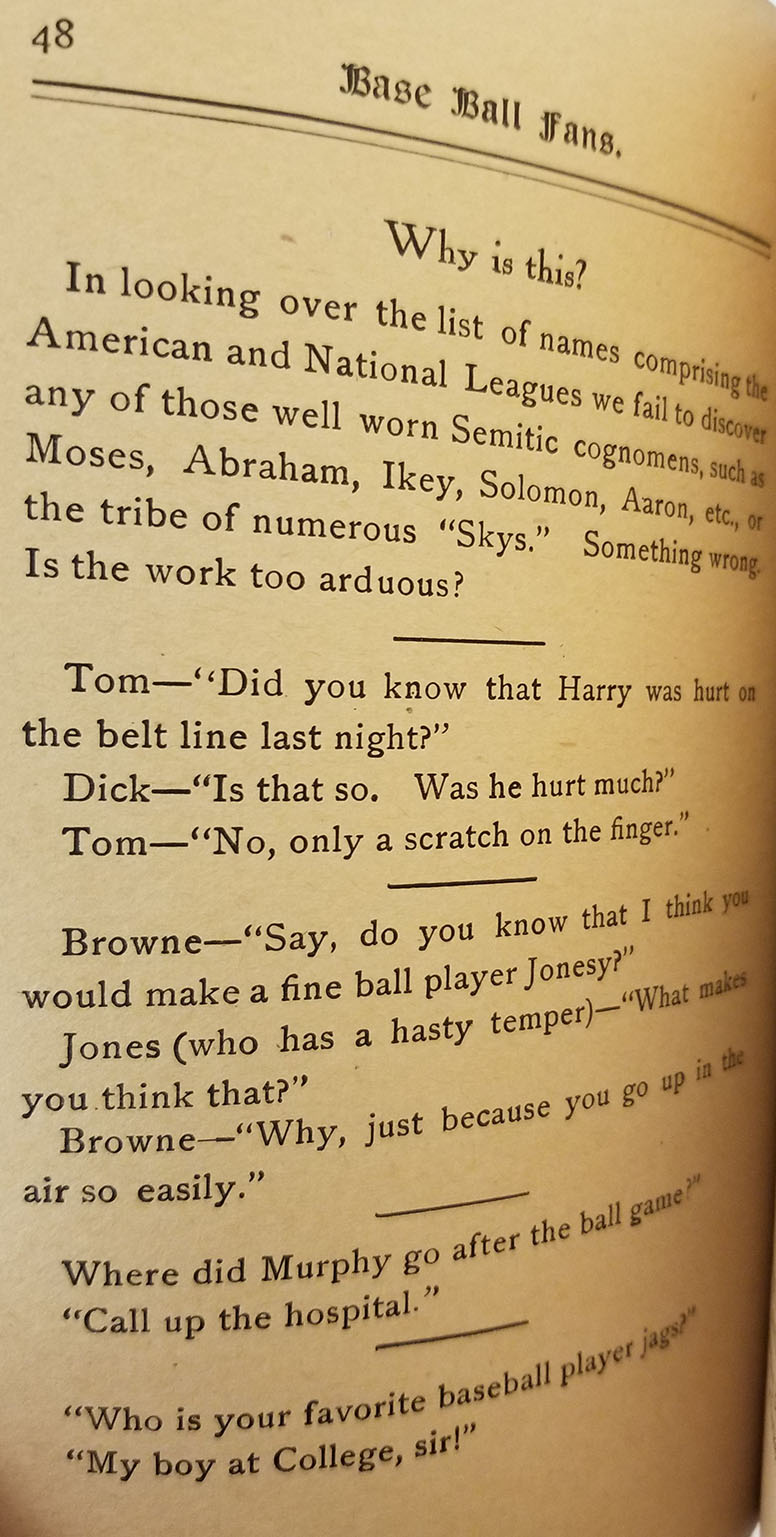 48
Base Ball Fans.
Why is this?
In looking over the list of names comprising the
American and National Leagues we fail to discover
any of those well worn Semitic cognomens, such as
Moses, Abraham, Ikey, Solomon, Aaron, etc., or
the tribe of numerous “Skys.” Something wrong.
Is the work too arduous?
Tom—“Did you know that Harry was hurt on
the belt line last night?”
Dick—“Is that so. Was he hurt much?”
Tom—“No, only a scratch on the finger.”
Browne—“Say, do you know that I think you
would make a fine ball player Jonesy?”
Jones (who has a hasty temper)—“What makes
you think that?”
Browne—“Why, just because you go up in the
air so easily.”
Where did Murphy go after the ball game?”
“Call up the hospital.”
“Who is your favorite baseball player jags?”
“My boy at College, sir!”